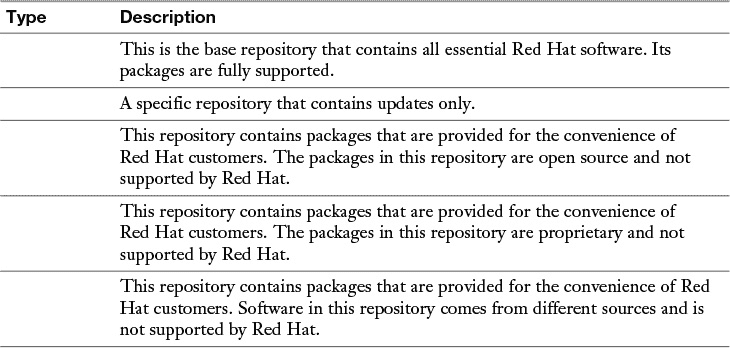 Type Description
This is the base repository that contains all essential Red Hat software. Its
packages are fully supported.
A specific repository that contains updates only.
This repository contains packages that are provided for the convenience of
Red Hat customers. The packages in this repository are open source and not
supported by Red Hat.
This repository contains packages that are provided for the convenience of
Red Hat customers. The packages in this repository are proprietary and not
supported by Red Hat.
This repository contains packages that are provided for the convenience of Red
Hat customers. Software in this repository comes from different sources and is
not supported by Red Hat.